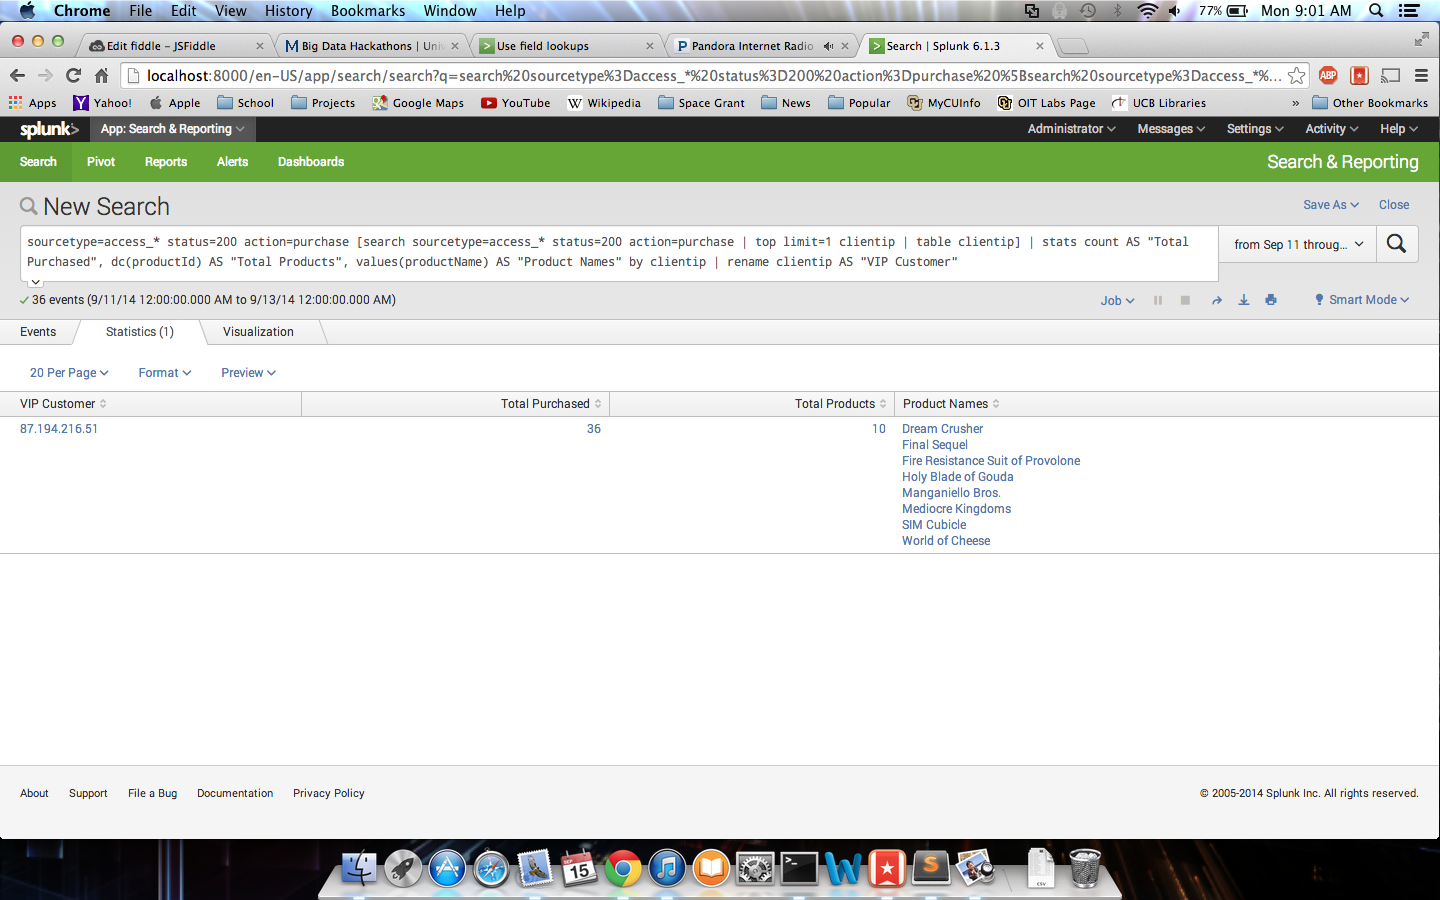 Chrome File Edit View History Bookmarks Window Help 77% Mon 9:01 AM
Edit fiddle - JSFiddle Big Data Hackathons | Univ Use field lookups Pandora Internet Radio Search | Splunk 6.1.3
localhost:8000/en-US/app/search/search?q=search%20sourcetype%3Daccess_*%20status%3D200%20action%3Dpurchase%20%5Bsearch%20sourcetype%3Daccess_*%... ABP
Apps Yahoo! Apple School Projects Google Maps YouTube Wikipedia Space Grant News Popular MyCUInfo OIT Labs Page UCB Libraries » Other Bookmarks
splunk> App: Search & Reporting Administrator Messages Settings Activity Help
Search Pivot Reports Alerts Dashboards Search & Reporting
New Search Save As Close
sourcetype=access_* status=200 action=purchase [search sourcetype=access_* status=200 action=purchase | top limit=1 clientip | table clientip] | stats count AS "Total
Purchased", dc(productId) AS "Total Products", values(productName) AS "Product Names" by clientip | rename clientip AS "VIP Customer"
from Sep 11 throug...
36 events (9/11/14 12:00:00.000 AM to 9/13/14 12:00:00.000 AM) Job Smart Mode
Events Statistics (1) Visualization
20 Per Page Format Preview
VIP Customer Total Purchased Total Products Product Names
87.194.216.51 36 10 Dream Crusher
Final Sequel
Fire Resistance Suit of Provolone
Holy Blade of Gouda
Manganiello Bros.
Mediocre Kingdoms
SIM Cubicle
World of Cheese
About Support File a Bug Documentation Privacy Policy © 2005-2014 Splunk Inc. All rights reserved.
SEP
15
CSV